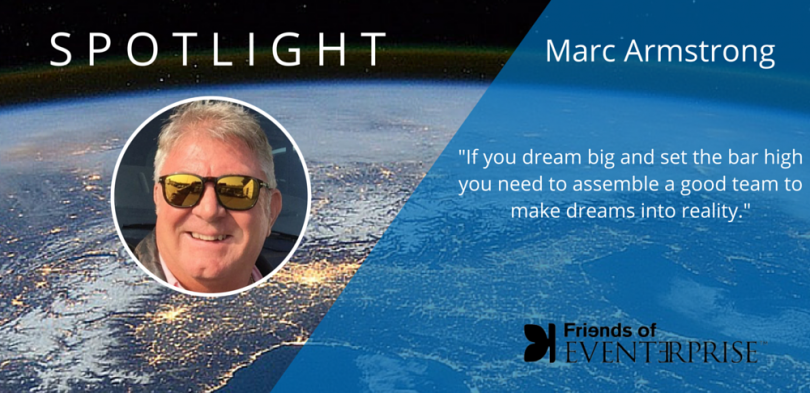 SPOTLIGHT
Marc Armstrong
"If you dream big and set the bar high
you need to assemble a good team to
make dreams into reality."
Friends of
EVENTERPRISE